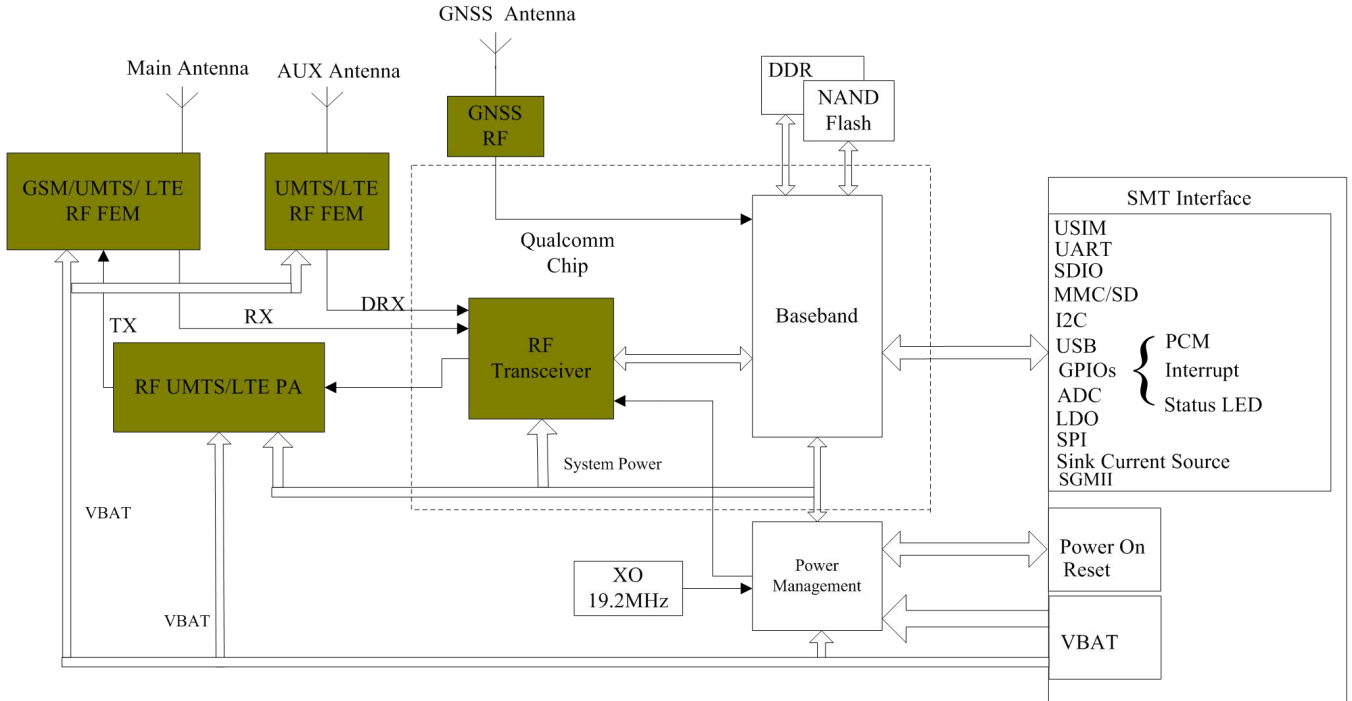 GNSS Antenna
Main Antenna
AUX Antenna
DDR
NAND
Flash
GNSS
RF
GSM/UMTS/ LTE
RF FEM
UMTS/LTE
RF FEM
SMT Interface
USIM
UART
SDIO
MMC/SD
I2C
USB
GPIOs
ADC
LDO
SPI
Sink Current Source
SGMII
{
PCM
Interrupt
Status LED
Qualcomm
Chip
Baseband
DRX
RX
TX
RF
Transceiver
RF UMTS/LTE PA
System Power
VBAT
Power On
Reset
Power
Management
XO
19.2MHz
VBAT
VBAT